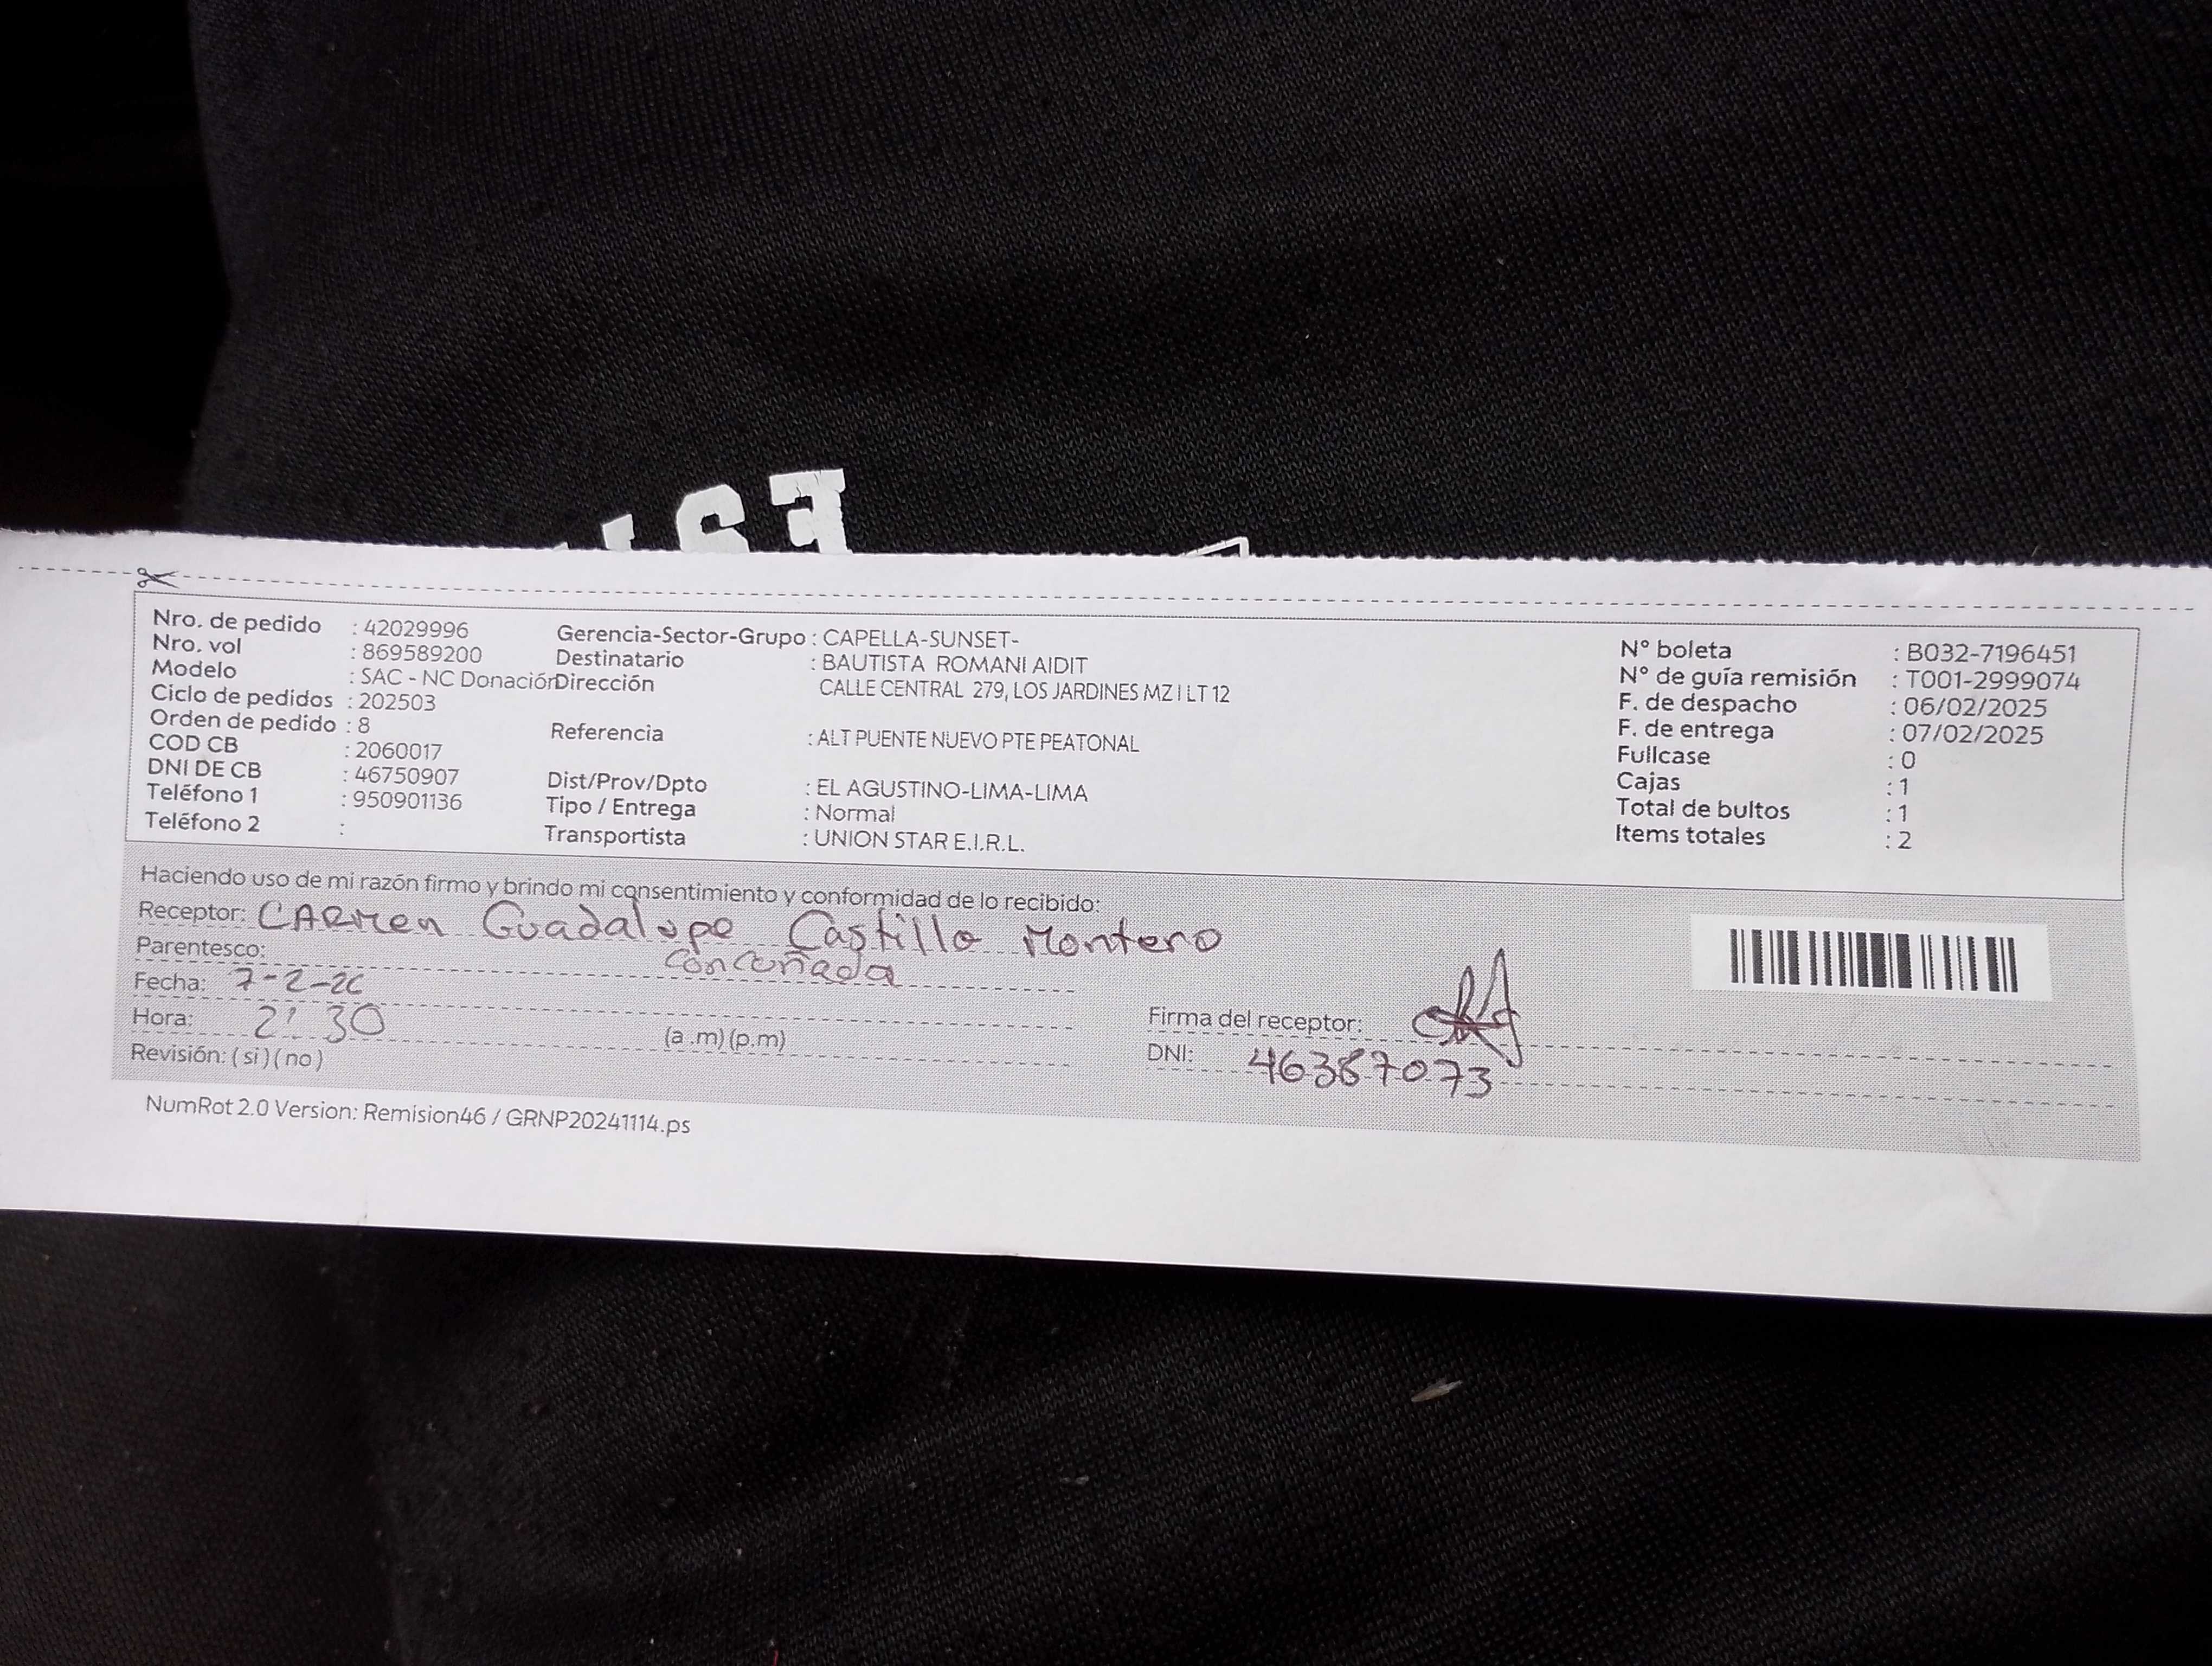 Nro. de pedido : 42029996
Nro. vol : 869589200
Modelo : SAC - NC Donación
Ciclo de pedidos : 202503
Orden de pedido : 8
COD CB : 2060017
DNI DE CB : 46750907
Teléfono 1 : 950901136
Teléfono 2 :
Gerencia-Sector-Grupo : CAPELLA-SUNSET-
Destinatario : BAUTISTA ROMANI AIDIT
Dirección CALLE CENTRAL 279, LOS JARDINES MZ I LT 12
Referencia : ALT PUENTE NUEVO PTE PEATONAL
Dist/Prov/Dpto : EL AGUSTINO-LIMA-LIMA
Tipo / Entrega : Normal
Transportista : UNION STAR E.I.R.L.
N° boleta : B032-7196451
N° de guía remisión : T001-2999074
F. de despacho : 06/02/2025
F. de entrega : 07/02/2025
Fullcase : 0
Cajas : 1
Total de bultos : 1
Items totales : 2
Haciendo uso de mi razón firmo y brindo mi consentimiento y conformidad de lo recibido:
Receptor: CARMen Guadalupe Castillo Montero
Parentesco: concuñada
Fecha: 7-2-26
Hora: 2:30 (a .m) (p.m)
Revisión: ( si ) ( no )
Firma del receptor:
DNI: 46387073
NumRot 2.0 Version: Remision46 / GRNP20241114.ps